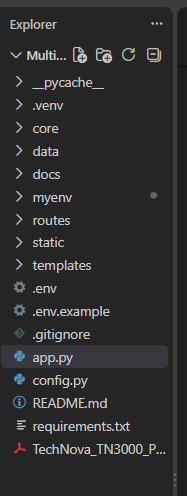 Explorer
Multi...
__pycache__
.venv
core
data
docs
myenv
routes
static
templates
.env
.env.example
.gitignore
app.py
config.py
README.md
requirements.txt
TechNova_TN3000_P...